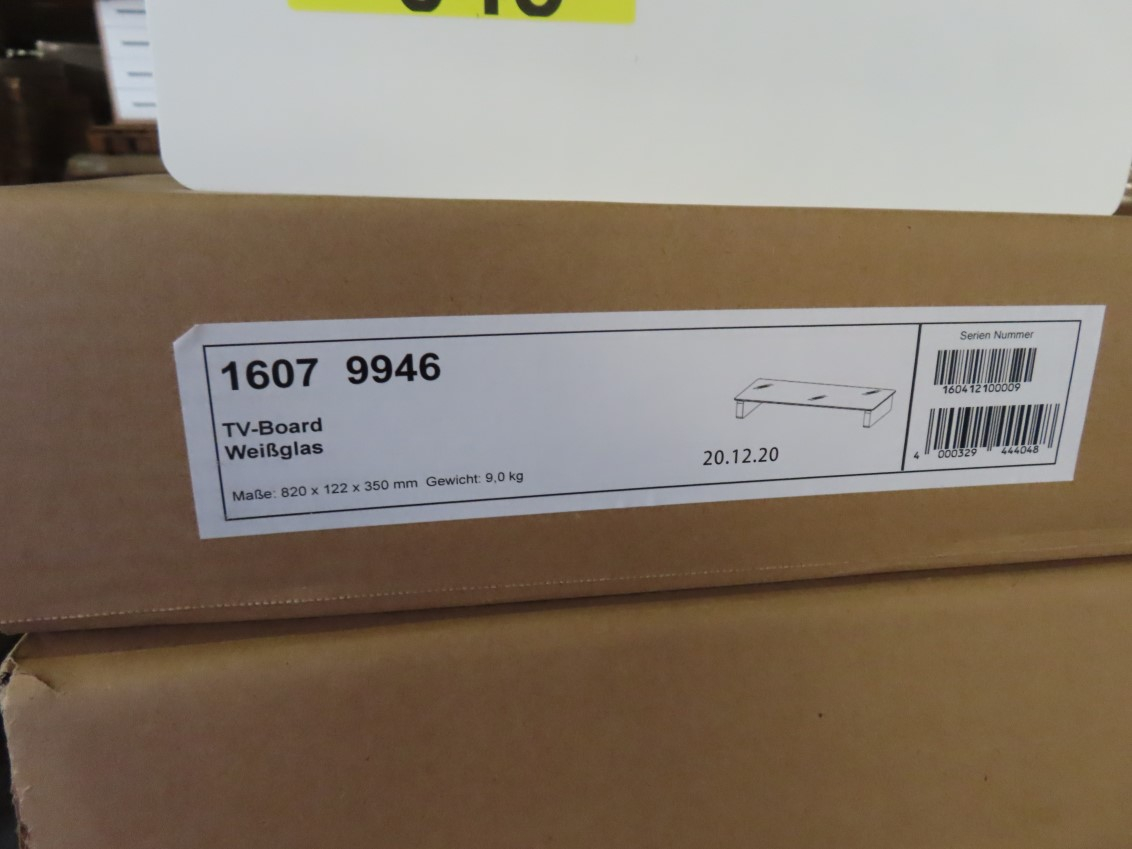 1607 9946
TV-Board
Weißglas
Maße: 820 x 122 x 350 mm Gewicht: 9,0 kg
20.12.20
Serien Nummer
160412100009
4 000329 444048